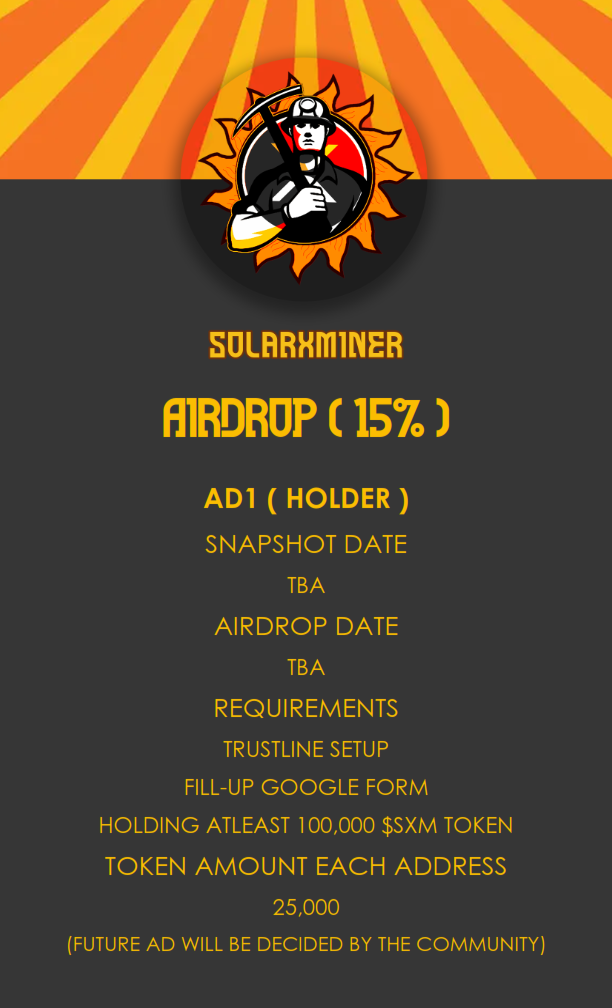 SOLARXMINER
AIRDROP ( 15% )
AD1 ( HOLDER )
SNAPSHOT DATE
TBA
AIRDROP DATE
TBA
REQUIREMENTS
TRUSTLINE SETUP
FILL-UP GOOGLE FORM
HOLDING ATLEAST 100,000 $SXM TOKEN
TOKEN AMOUNT EACH ADDRESS
25,000
(FUTURE AD WILL BE DECIDED BY THE COMMUNITY)